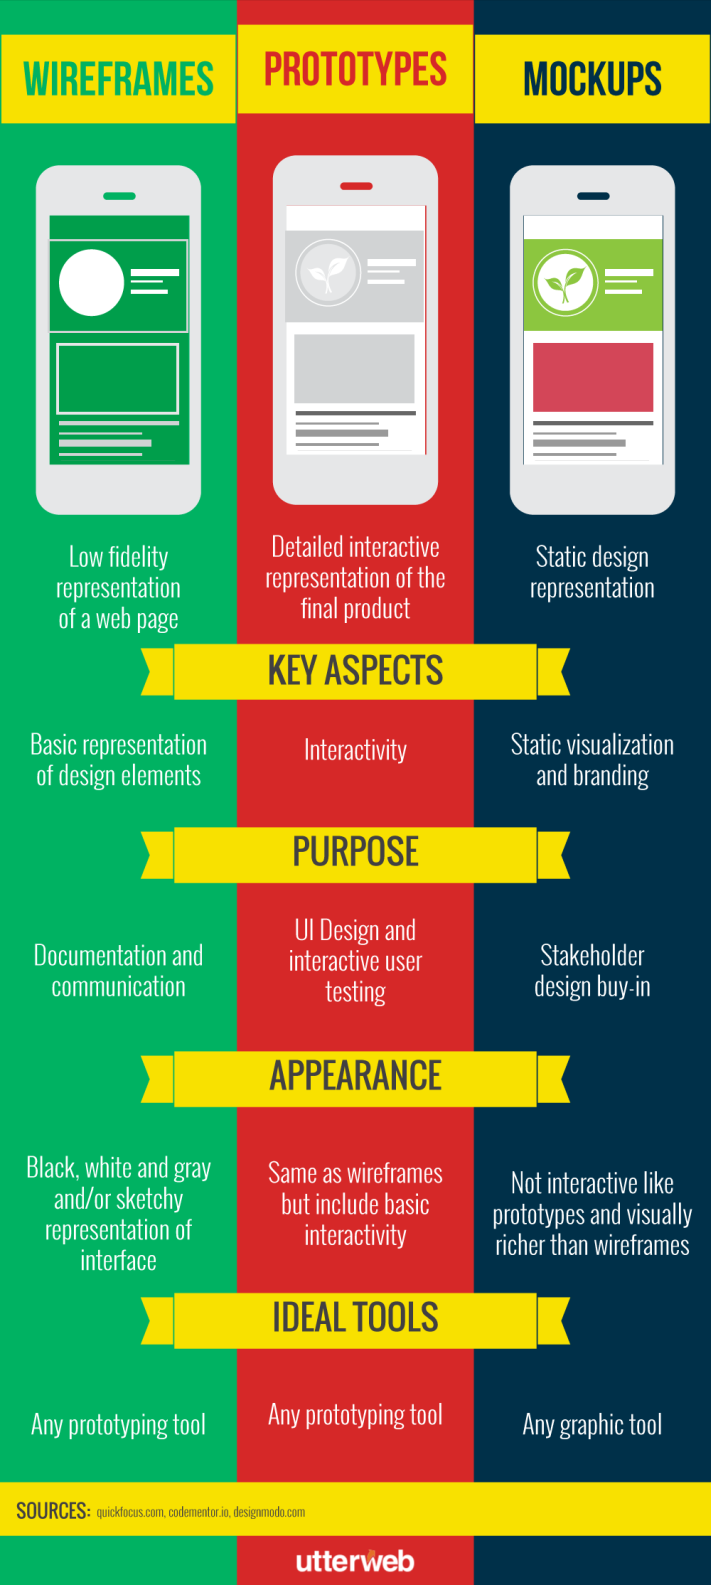 WIREFRAMES
PROTOTYPES
MOCKUPS
Low fidelity
representation
of a web page
Detailed interactive
representation of the
final product
Static design
representation
KEY ASPECTS
Basic representation
of design elements
Interactivity
Static visualization
and branding
PURPOSE
Documentation and
communication
UI Design and
interactive user
testing
Stakeholder
design buy-in
APPEARANCE
Black, white and gray
and/or sketchy
representation of
interface
Same as wireframes
but include basic
interactivity
Not interactive like
prototypes and visually
richer than wireframes
IDEAL TOOLS
Any prototyping tool
Any prototyping tool
Any graphic tool
SOURCES: quickfocus.com, codementor.io, designmodo.com
utterweb